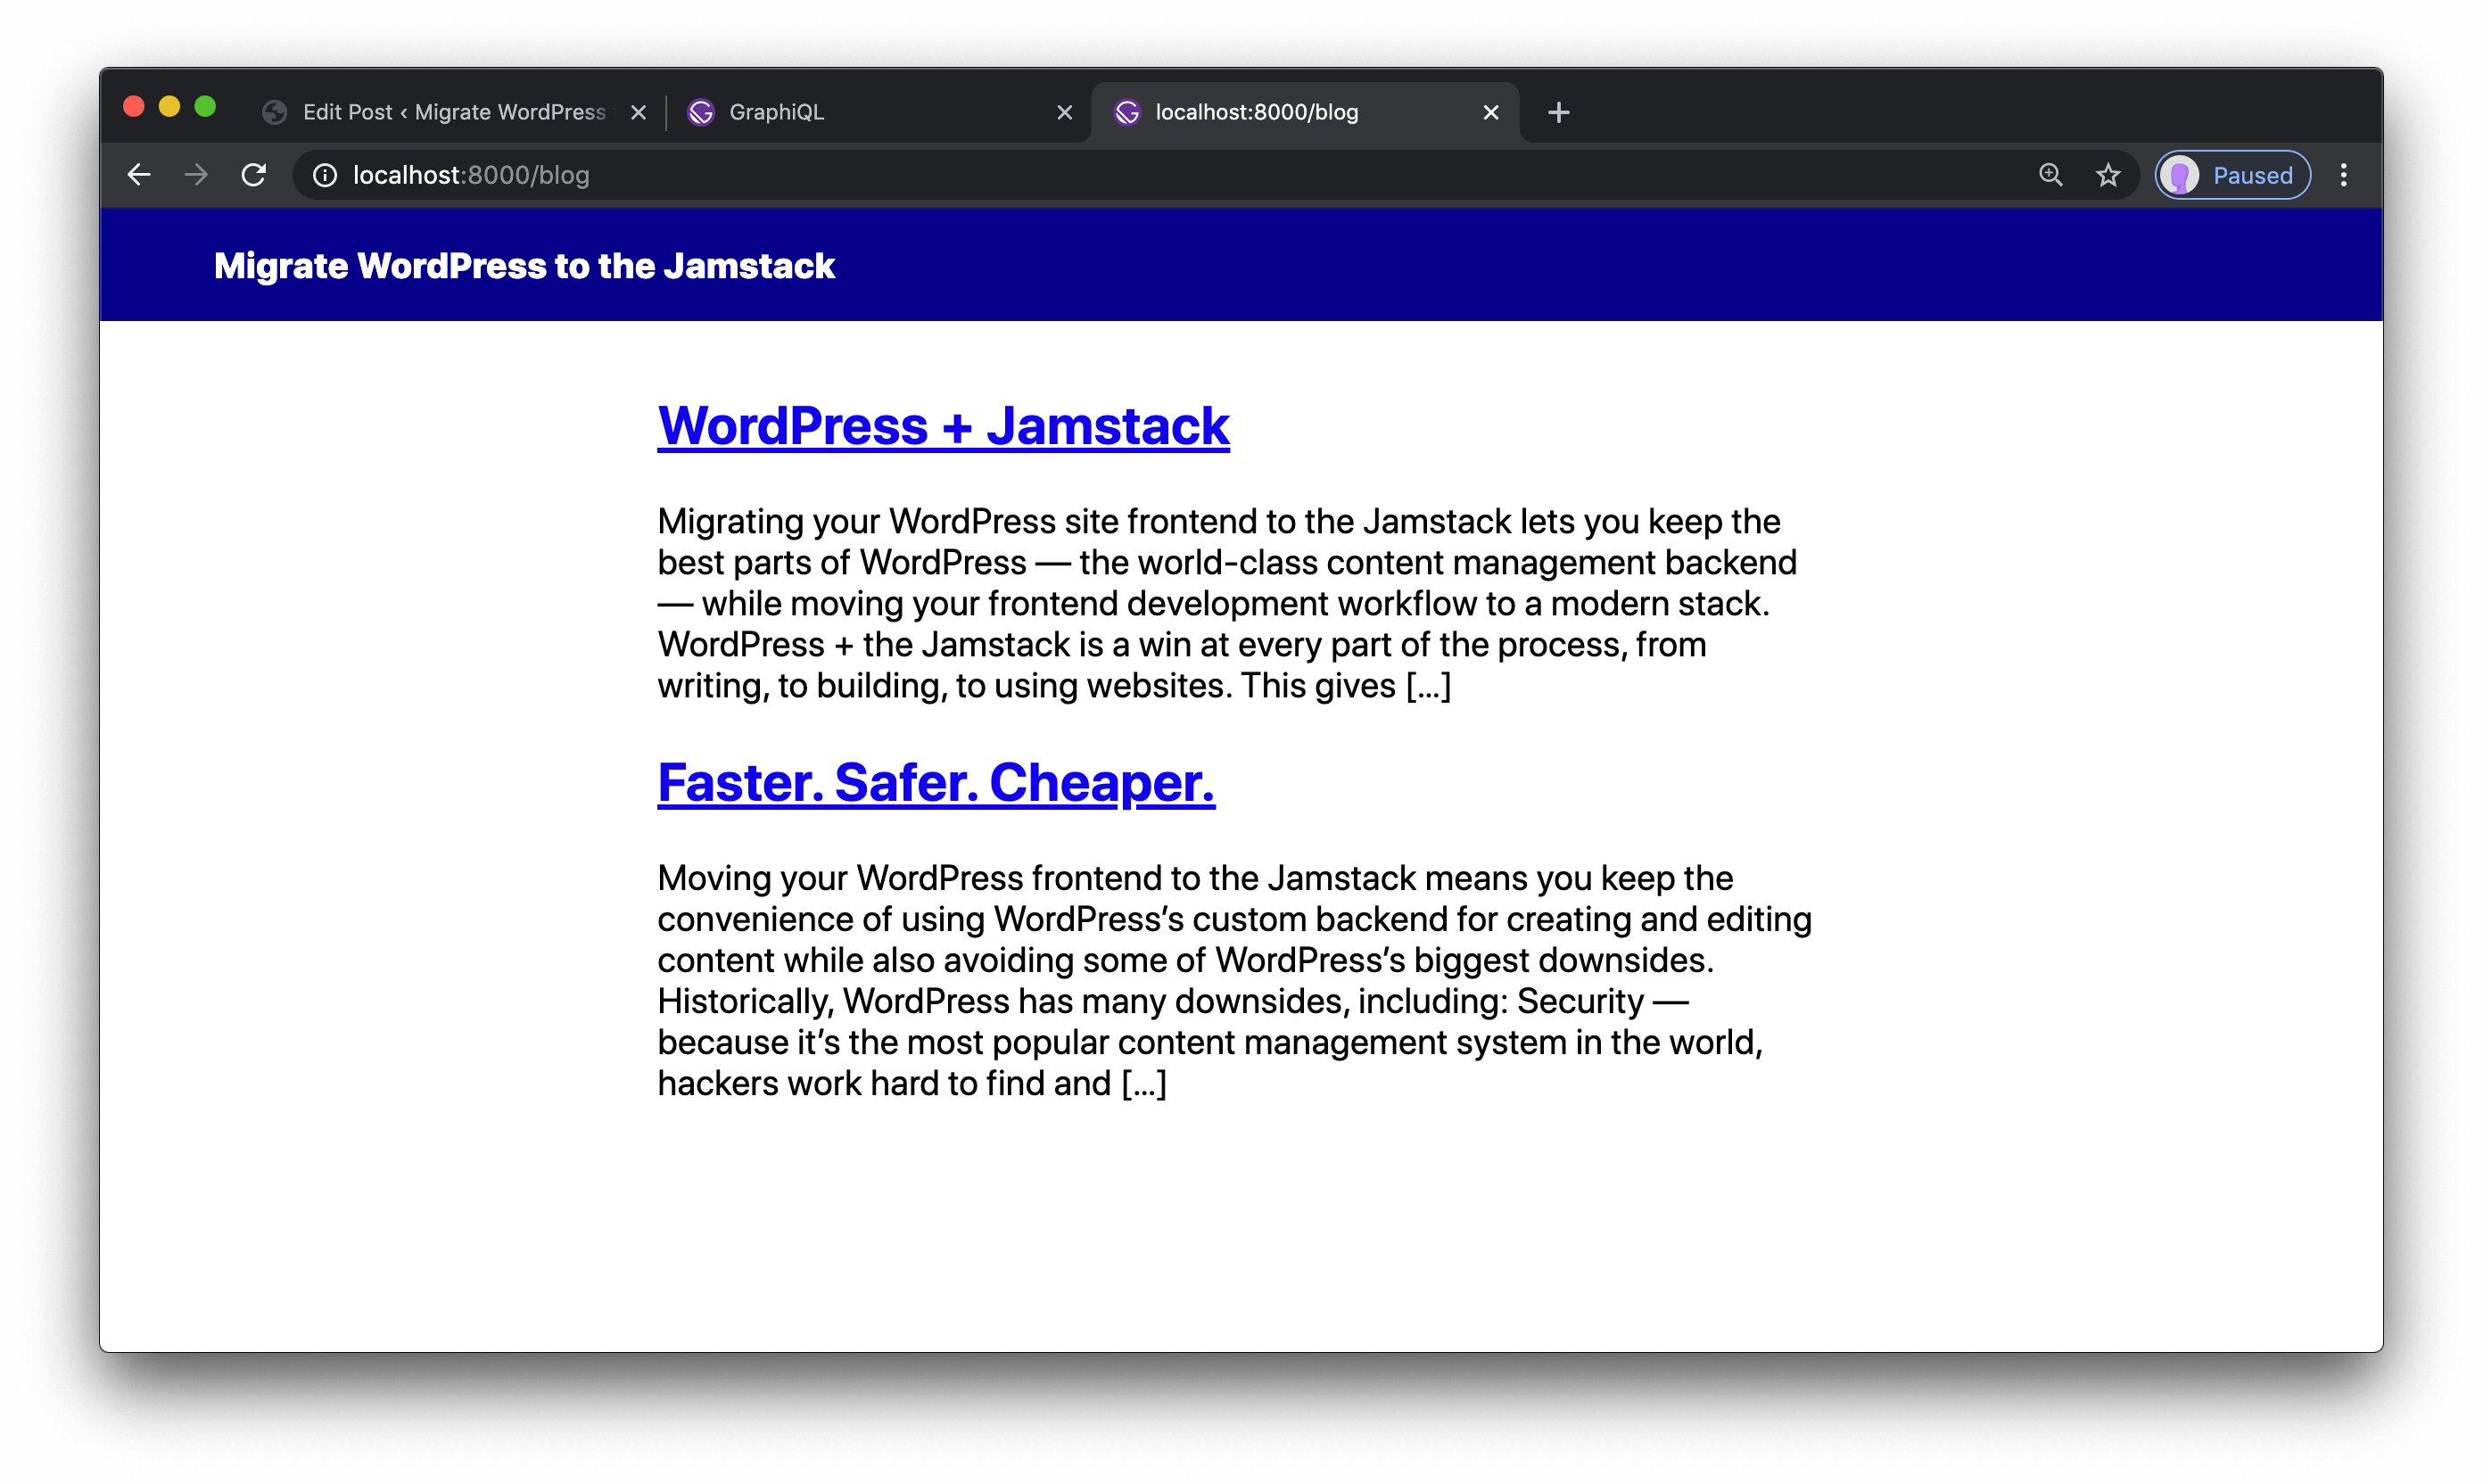 Edit Post ‹ Migrate WordPress
GraphiQL
localhost:8000/blog
localhost:8000/blog
Paused
Migrate WordPress to the Jamstack
WordPress + Jamstack
Migrating your WordPress site frontend to the Jamstack lets you keep the
best parts of WordPress — the world-class content management backend
— while moving your frontend development workflow to a modern stack.
WordPress + the Jamstack is a win at every part of the process, from
writing, to building, to using websites. This gives […]
Faster. Safer. Cheaper.
Moving your WordPress frontend to the Jamstack means you keep the
convenience of using WordPress’s custom backend for creating and editing
content while also avoiding some of WordPress’s biggest downsides.
Historically, WordPress has many downsides, including: Security —
because it’s the most popular content management system in the world,
hackers work hard to find and […]